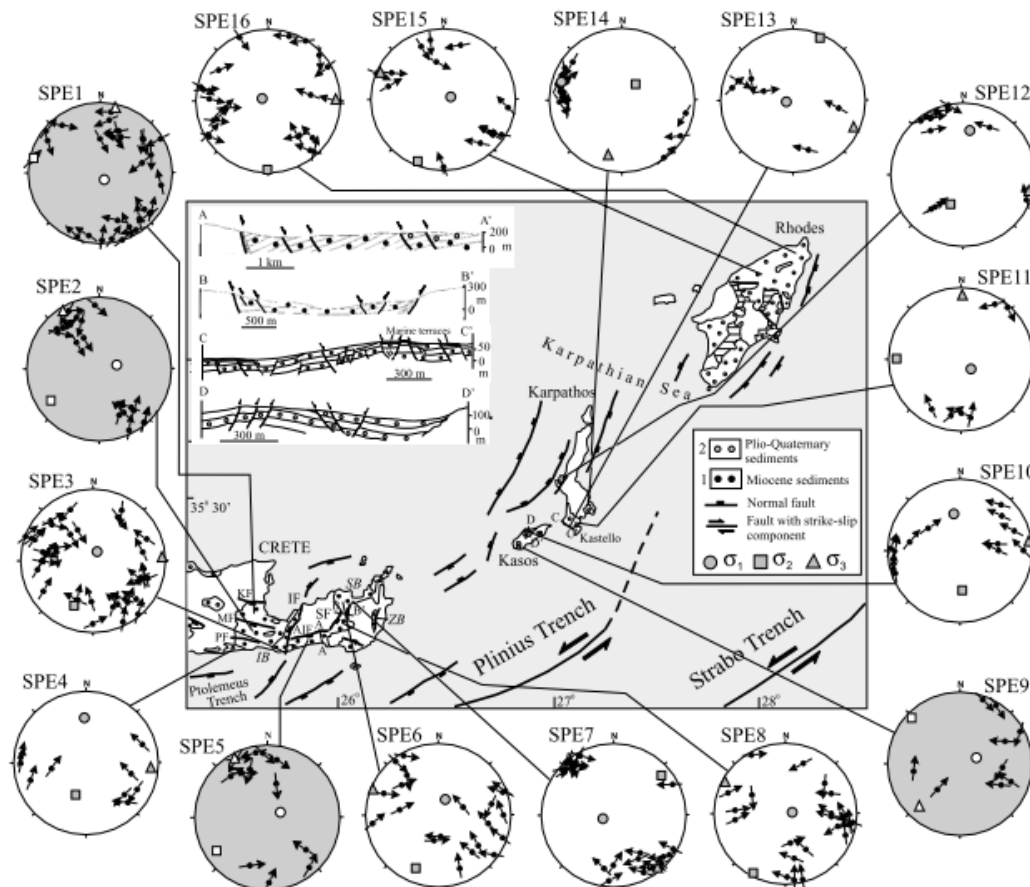 SPE16
SPE15
SPE14
SPE13
SPE1
SPE12
N
N
N
N
N
N
A
A'
200
0
m
1 km
B
B'
300
0
m
500 m
Marine terraces
C
C'
50
0
m
300 m
D
D'
100
0
m
300 m
Rhodes
Karpathian Sea
Karpathos
SPE2
N
SPE11
N
2 Plio-Quaternary
sediments
1 Miocene sediments
Normal fault
Fault with strike-slip
component
σ1 σ2 σ3
SPE3
N
35° 30'
CRETE
D
C
Kastello
Kasos
SPE10
N
KF
MF
PF
IB
IF
AIF
A
A'
SF
SB
B
ZB
Plinius Trench
Strabo Trench
Ptolemeus
Trench
26°
27°
28°
SPE4
N
SPE5
N
SPE6
N
SPE7
N
SPE8
N
SPE9
N